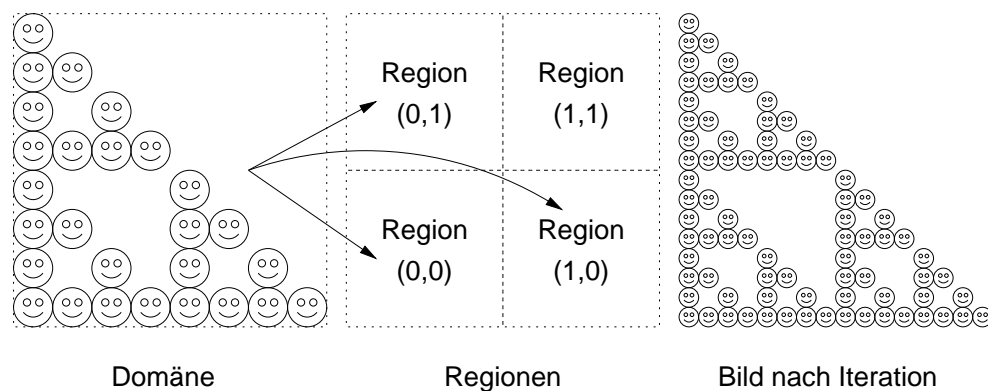 Region
(0,1)
Region
(1,1)
Region
(0,0)
Region
(1,0)
Domäne
Regionen
Bild nach Iteration